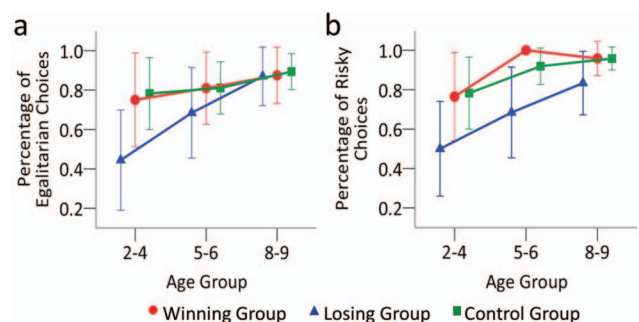 a
Percentage of
Egalitarian Choices
1.0
0.8
0.6
0.4
0.2
2-4
5-6
8-9
Age Group
b
Percentage of Risky
Choices
1.0
0.8
0.6
0.4
0.2
2-4
5-6
8-9
Age Group
Winning Group
Losing Group
Control Group